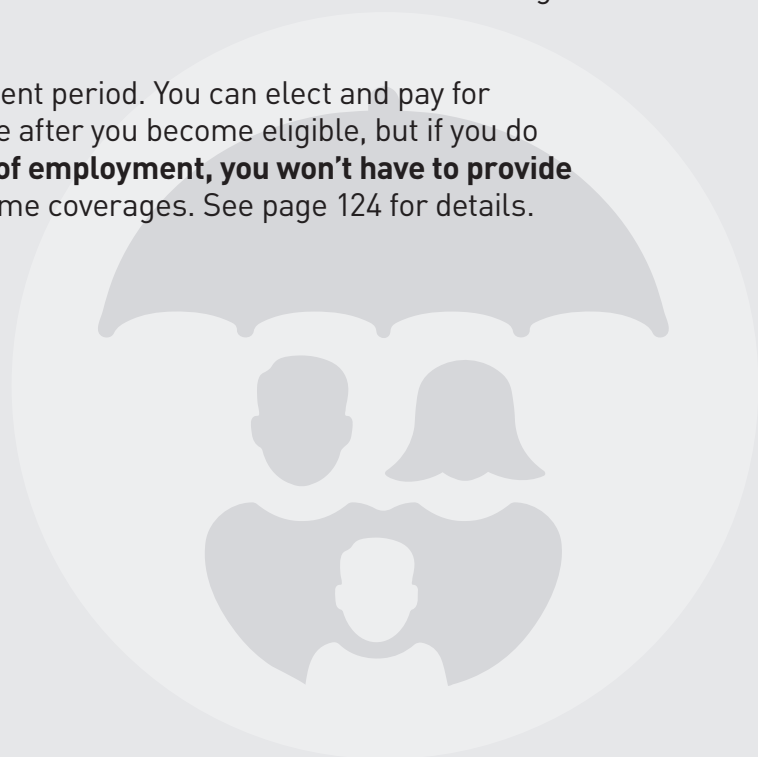 ent period. You can elect and pay for
e after you become eligible, but if you do
of employment, you won't have to provide
me coverages. See page 124 for details.